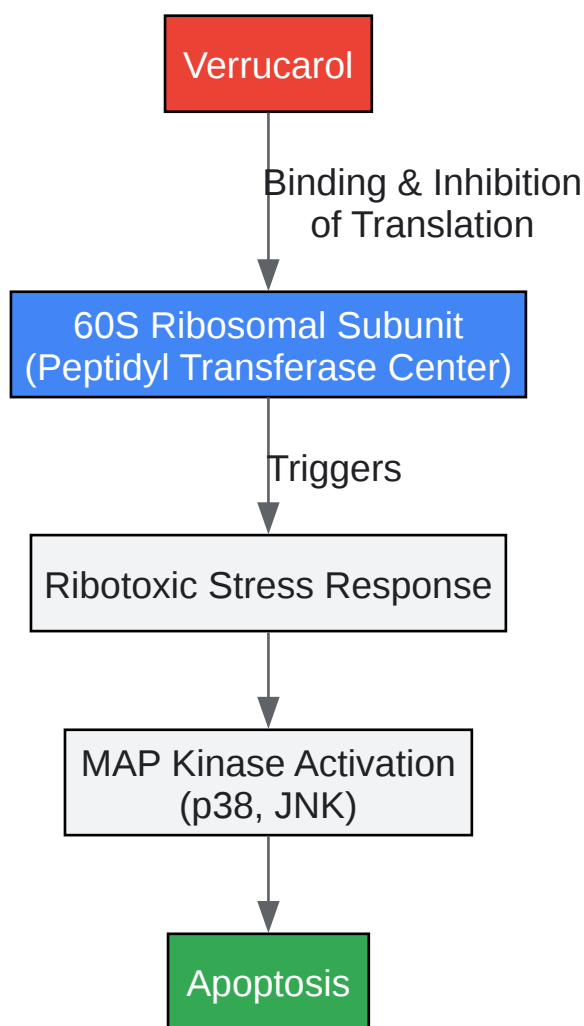 Verrucarol
Binding & Inhibition
of Translation
60S Ribosomal Subunit
(Peptidyl Transferase Center)
Triggers
Ribotoxic Stress Response
MAP Kinase Activation
(p38, JNK)
Apoptosis